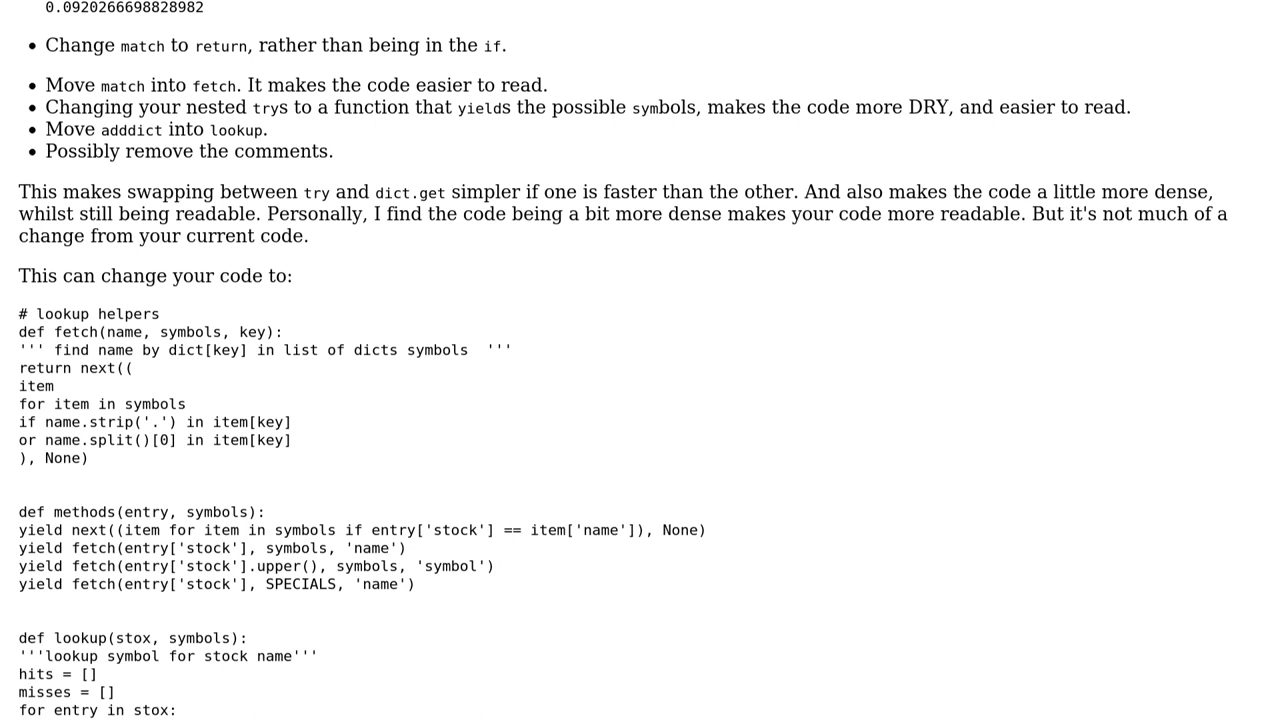 0.0920266698828982
• Change match to return, rather than being in the if.
• Move match into fetch. It makes the code easier to read.
• Changing your nested trys to a function that yields the possible symbols, makes the code more DRY, and easier to read.
• Move adddict into lookup.
• Possibly remove the comments.
This makes swapping between try and dict.get simpler if one is faster than the other. And also makes the code a little more dense,
whilst still being readable. Personally, I find the code being a bit more dense makes your code more readable. But it's not much of a
change from your current code.
This can change your code to:
# lookup helpers
def fetch(name, symbols, key):
''' find name by dict[key] in list of dicts symbols  '''
return next((
item
for item in symbols
if name.strip('.') in item[key]
or name.split()[0] in item[key]
), None)
def methods(entry, symbols):
yield next((item for item in symbols if entry['stock'] == item['name']), None)
yield fetch(entry['stock'], symbols, 'name')
yield fetch(entry['stock'].upper(), symbols, 'symbol')
yield fetch(entry['stock'], SPECIALS, 'name')
def lookup(stox, symbols):
'''lookup symbol for stock name'''
hits = []
misses = []
for entry in stox: